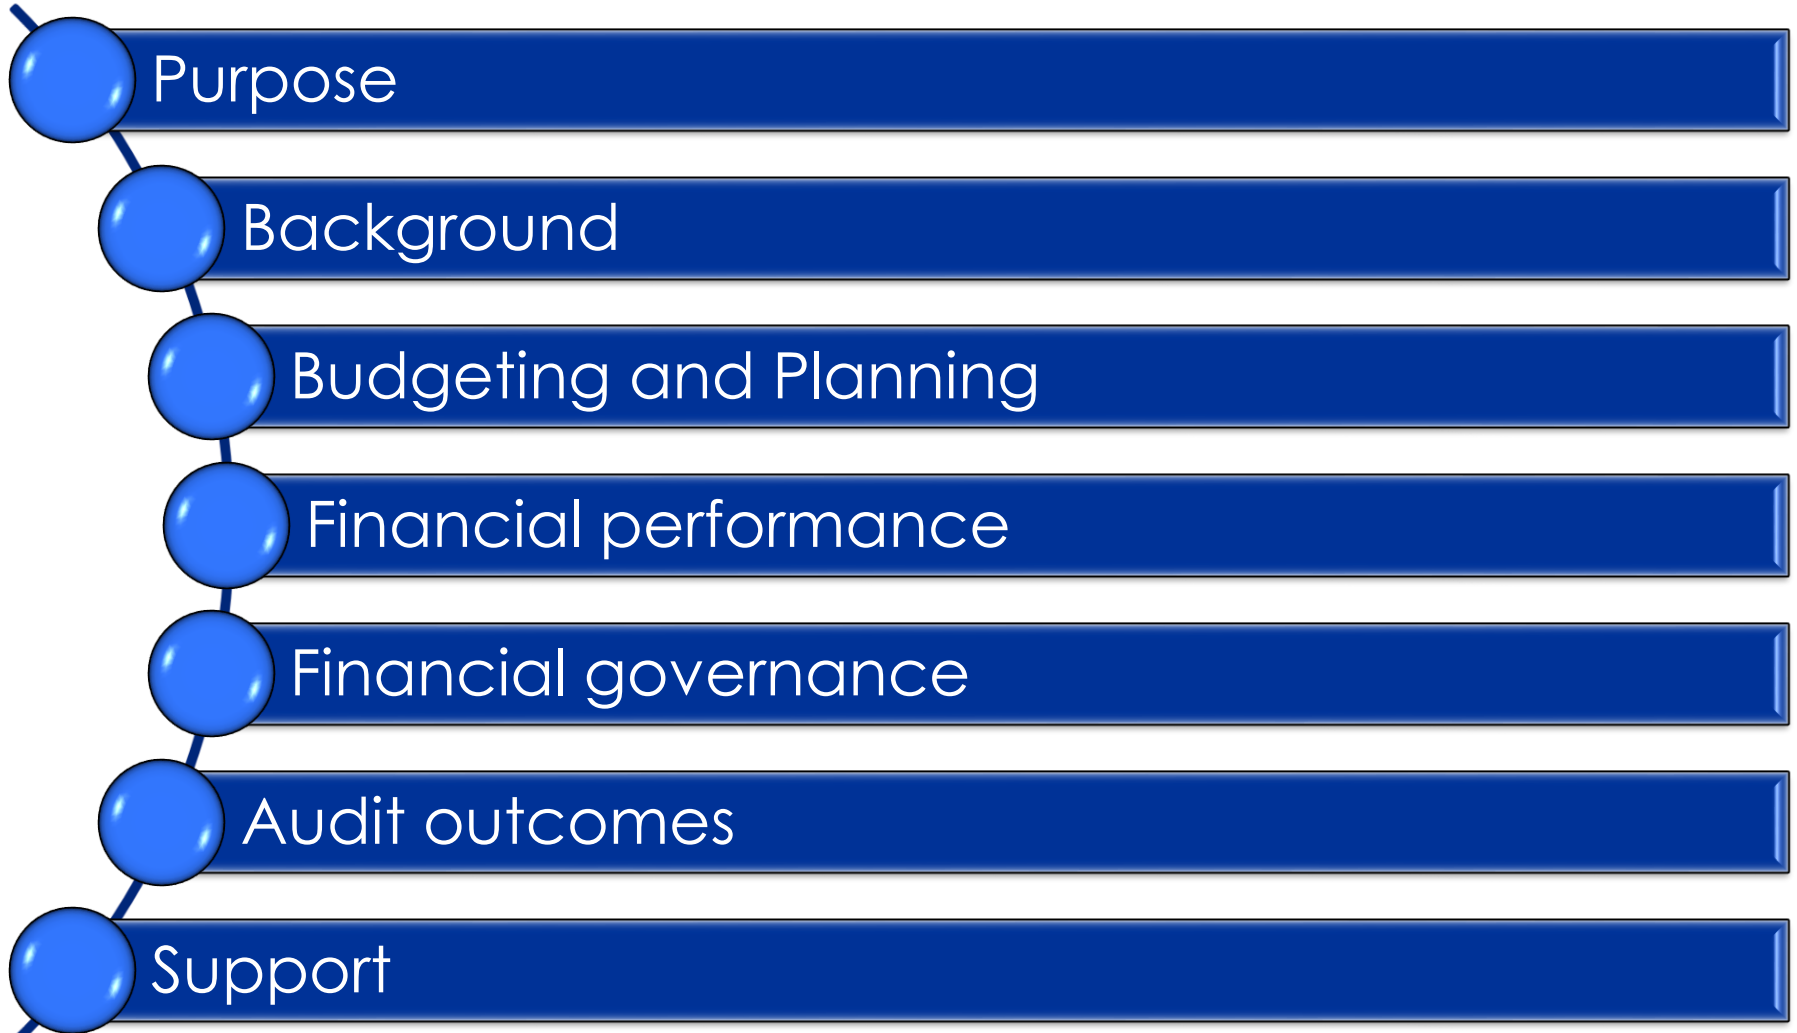 Purpose
Background
Budgeting and Planning
Financial performance
Financial governance
Audit outcomes
Support